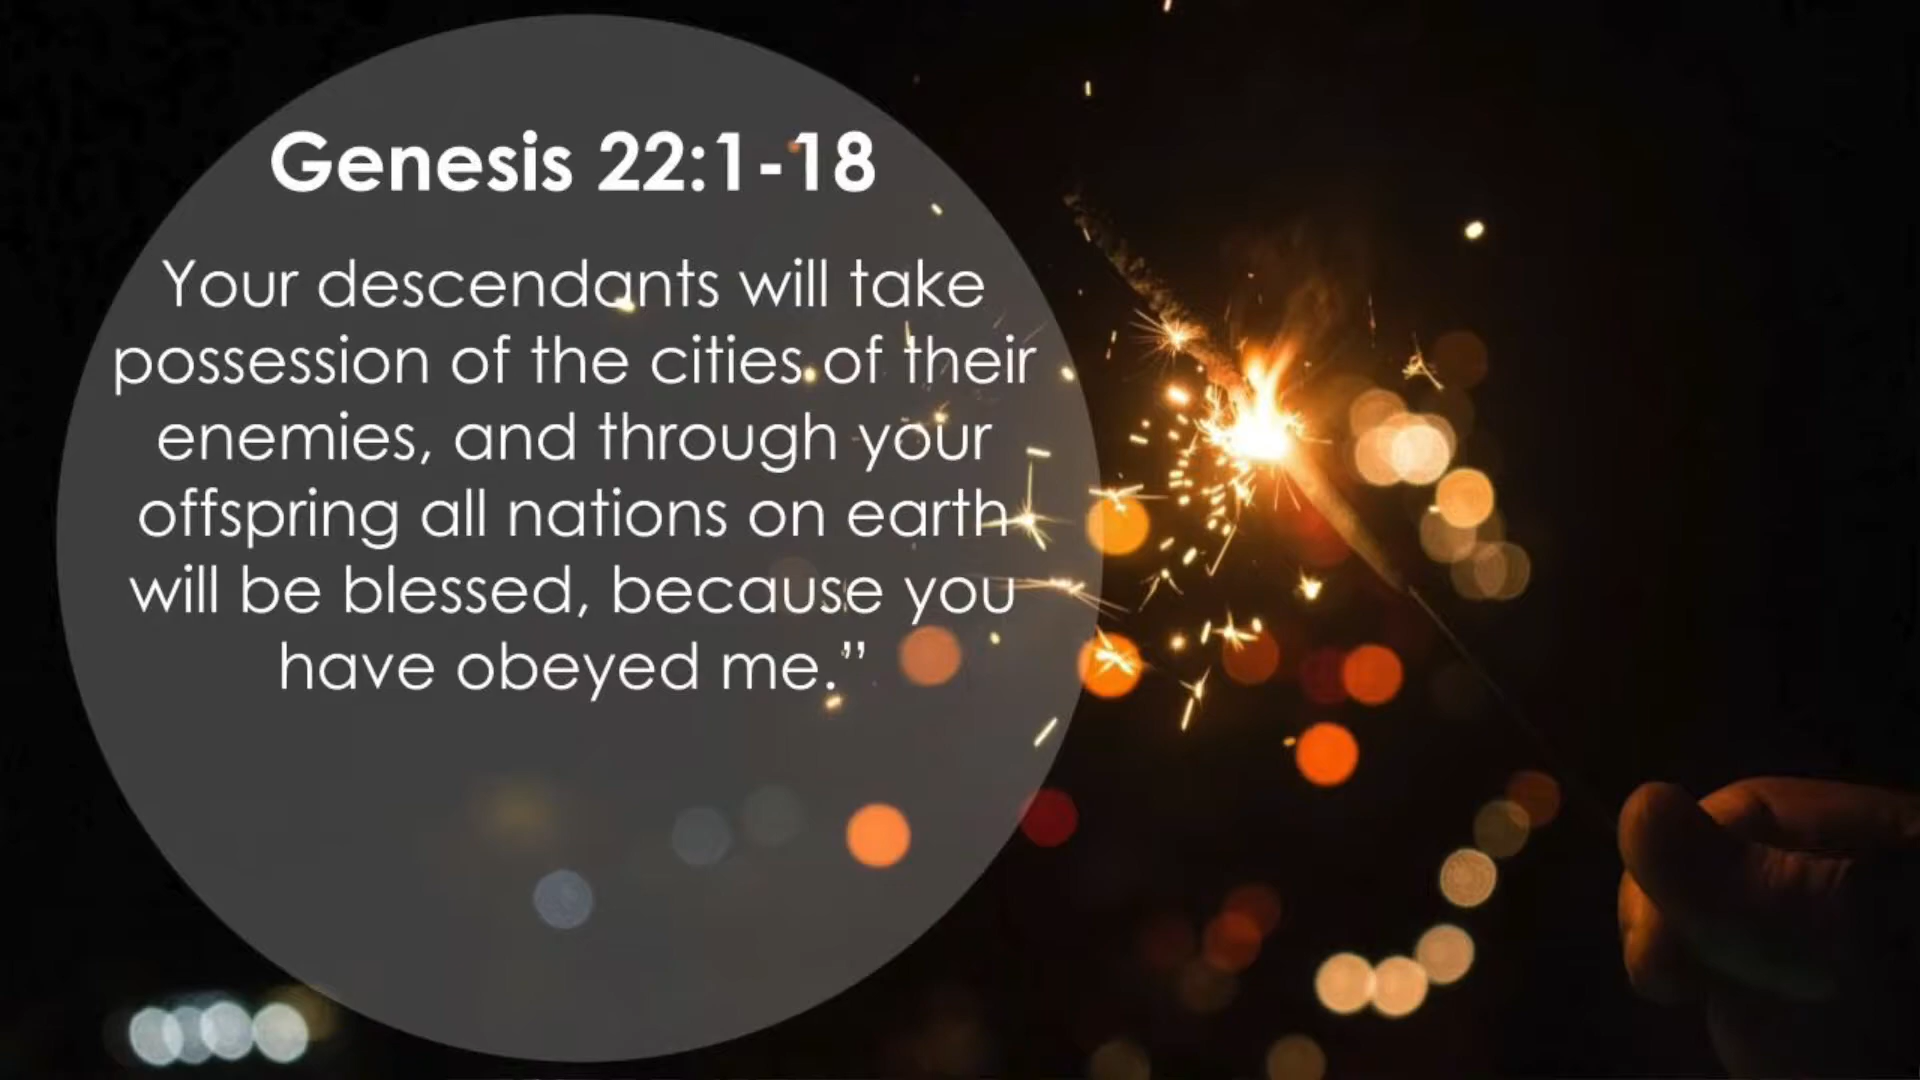 Genesis 22:1-18
Your descendants will take
possession of the cities of their
enemies, and through your
offspring all nations on earth
will be blessed, because you
have obeyed me.”